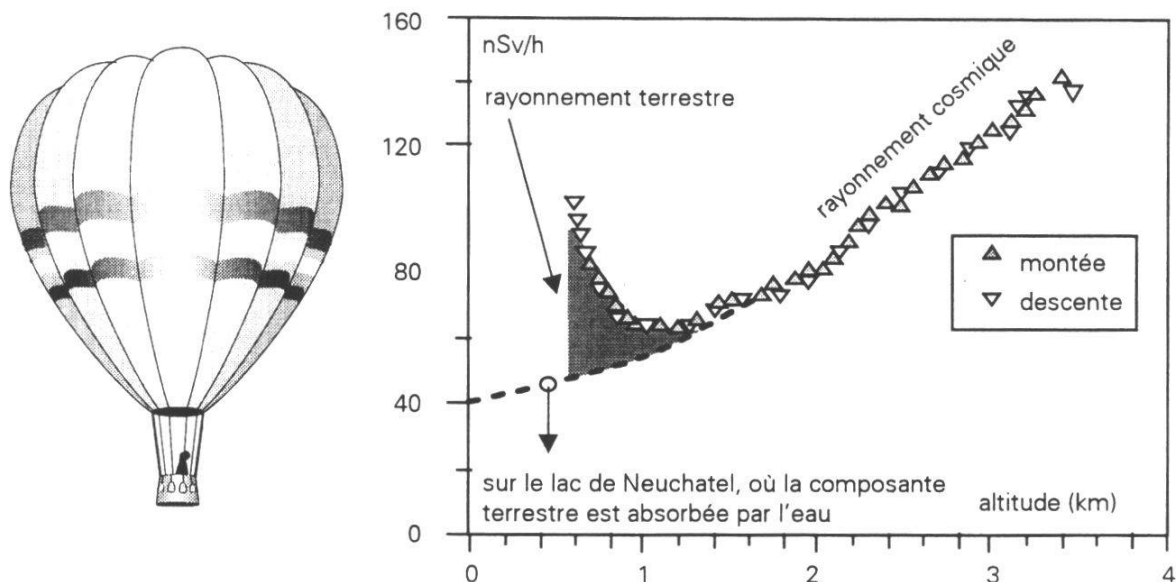 160
nSv/h
rayonnement terrestre
rayonnement cosmique
120
80
montée
descente
40
sur le lac de Neuchatel, où la composante
terrestre est absorbée par l'eau
altitude (km)
0
0 1 2 3 4